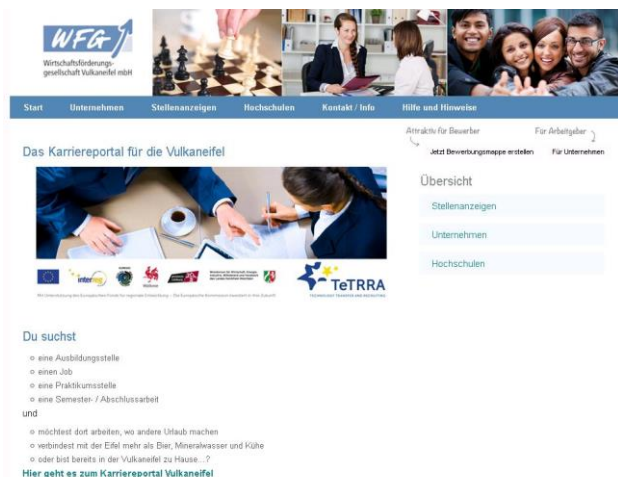 WFG
Wirtschaftsförderungs-
gesellschaft Vulkaneifel mbH
Start Unternehmen Stellenanzeigen Hochschulen Kontakt / Info Hilfe und Hinweise
Attraktiv für Bewerber Für Arbeitgeber
Jetzt Bewerbungsmappe erstellen Für Unternehmen
Das Karriereportal für die Vulkaneifel
Übersicht
Stellenanzeigen
Unternehmen
Hochschulen
interreg
TeTRRA
TECHNOLOGY TRANSFER AND RECRUITING
Du suchst
eine Ausbildungsstelle
einen Job
eine Praktikumsstelle
eine Semester- / Abschlussarbeit
und
möchtest dort arbeiten, wo andere Urlaub machen
verbindest mit der Eifel mehr als Bier, Mineralwasser und Kühe
oder bist bereits in der Vulkaneifel zu Hause...?
Hier geht es zum Karriereportal Vulkaneifel